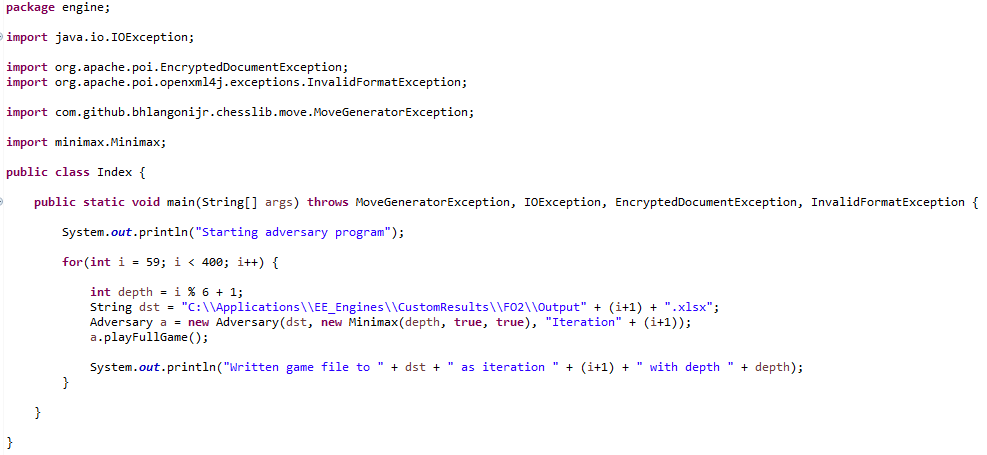 package engine;
import java.io.IOException;
import org.apache.poi.EncryptedDocumentException;
import org.apache.poi.openxml4j.exceptions.InvalidFormatException;
import com.github.bhlangonijr.chesslib.move.MoveGeneratorException;
import minimax.Minimax;
public class Index {
public static void main(String[] args) throws MoveGeneratorException, IOException, EncryptedDocumentException, InvalidFormatException {
System.out.println("Starting adversary program");
for(int i = 59; i < 400; i++) {
int depth = i % 6 + 1;
String dst = "C:\\Applications\\EE_Engines\\CustomResults\\FO2\\Output" + (i+1) + ".xlsx";
Adversary a = new Adversary(dst, new Minimax(depth, true, true), "Iteration" + (i+1));
a.playFullGame();
System.out.println("Written game file to " + dst + " as iteration " + (i+1) + " with depth " + depth);
}
}
}